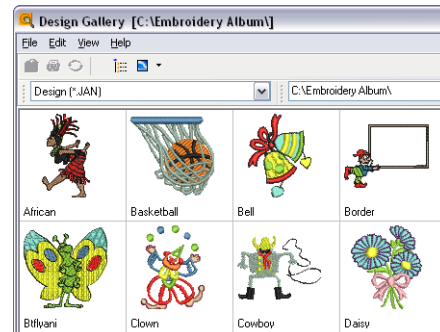 Design Gallery [C:\Embroidery Album\]
File Edit View Help
Design (*.JAN) C:\Embroidery Album\
African Basketball Bell Border
Btflyani Clown Cowboy Daisy